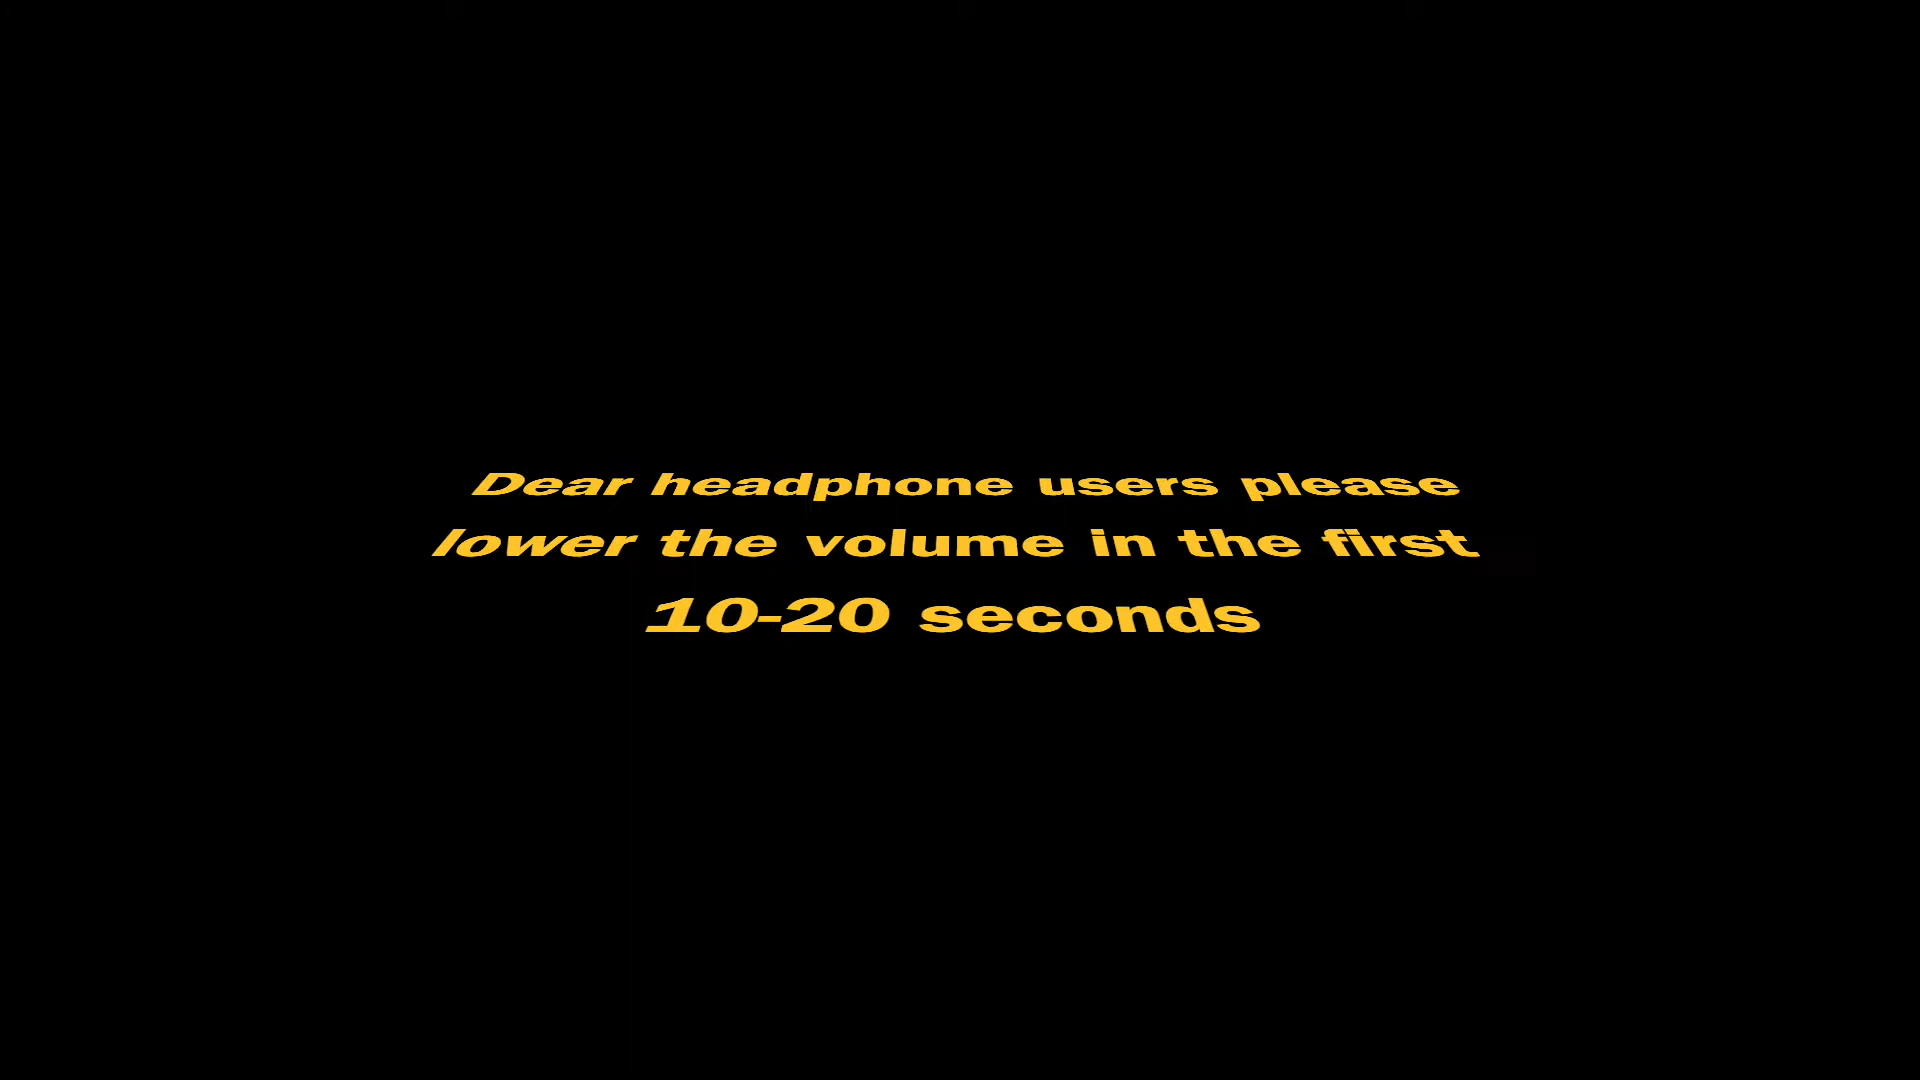 Dear headphone users please
lower the volume in the first
10-20 seconds